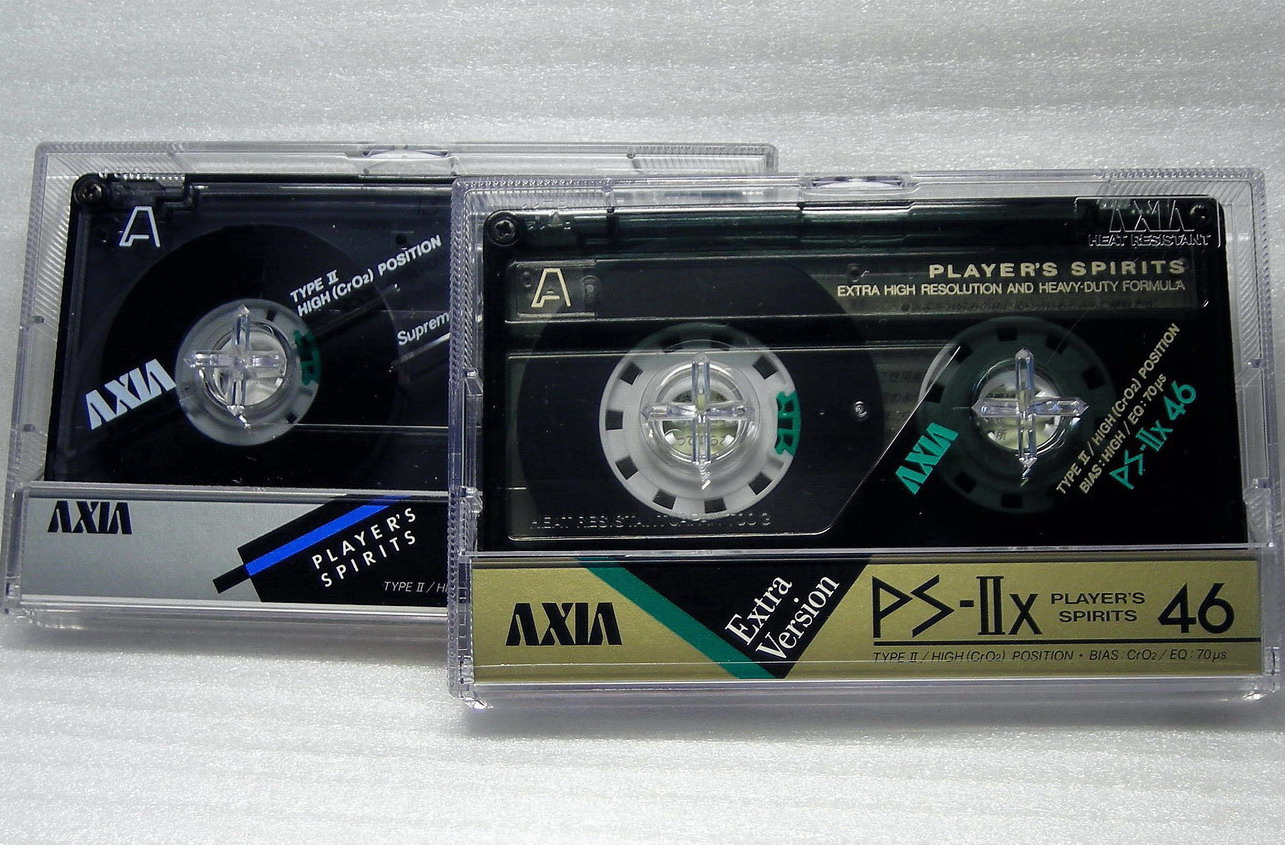 A
TYPE II
HIGH (CrO₂) POSITION
Suprem
AXIA
AXIA
PLAYER'S
SPIRITS
TYPE II / H
AXIA
HEAT RESISTANT
A
PLAYER'S SPIRITS
EXTRA HIGH RESOLUTION AND HEAVY-DUTY FORMULA
AXIA
TYPE II / HIGH (CrO₂) POSITION
BIAS : HIGH / EQ : 70μs
PS-IIx 46
AXIA
Extra
Version
PS-IIx PLAYER'S SPIRITS 46
TYPE II / HIGH (CrO₂) POSITION • BIAS : CrO₂ / EQ : 70μs